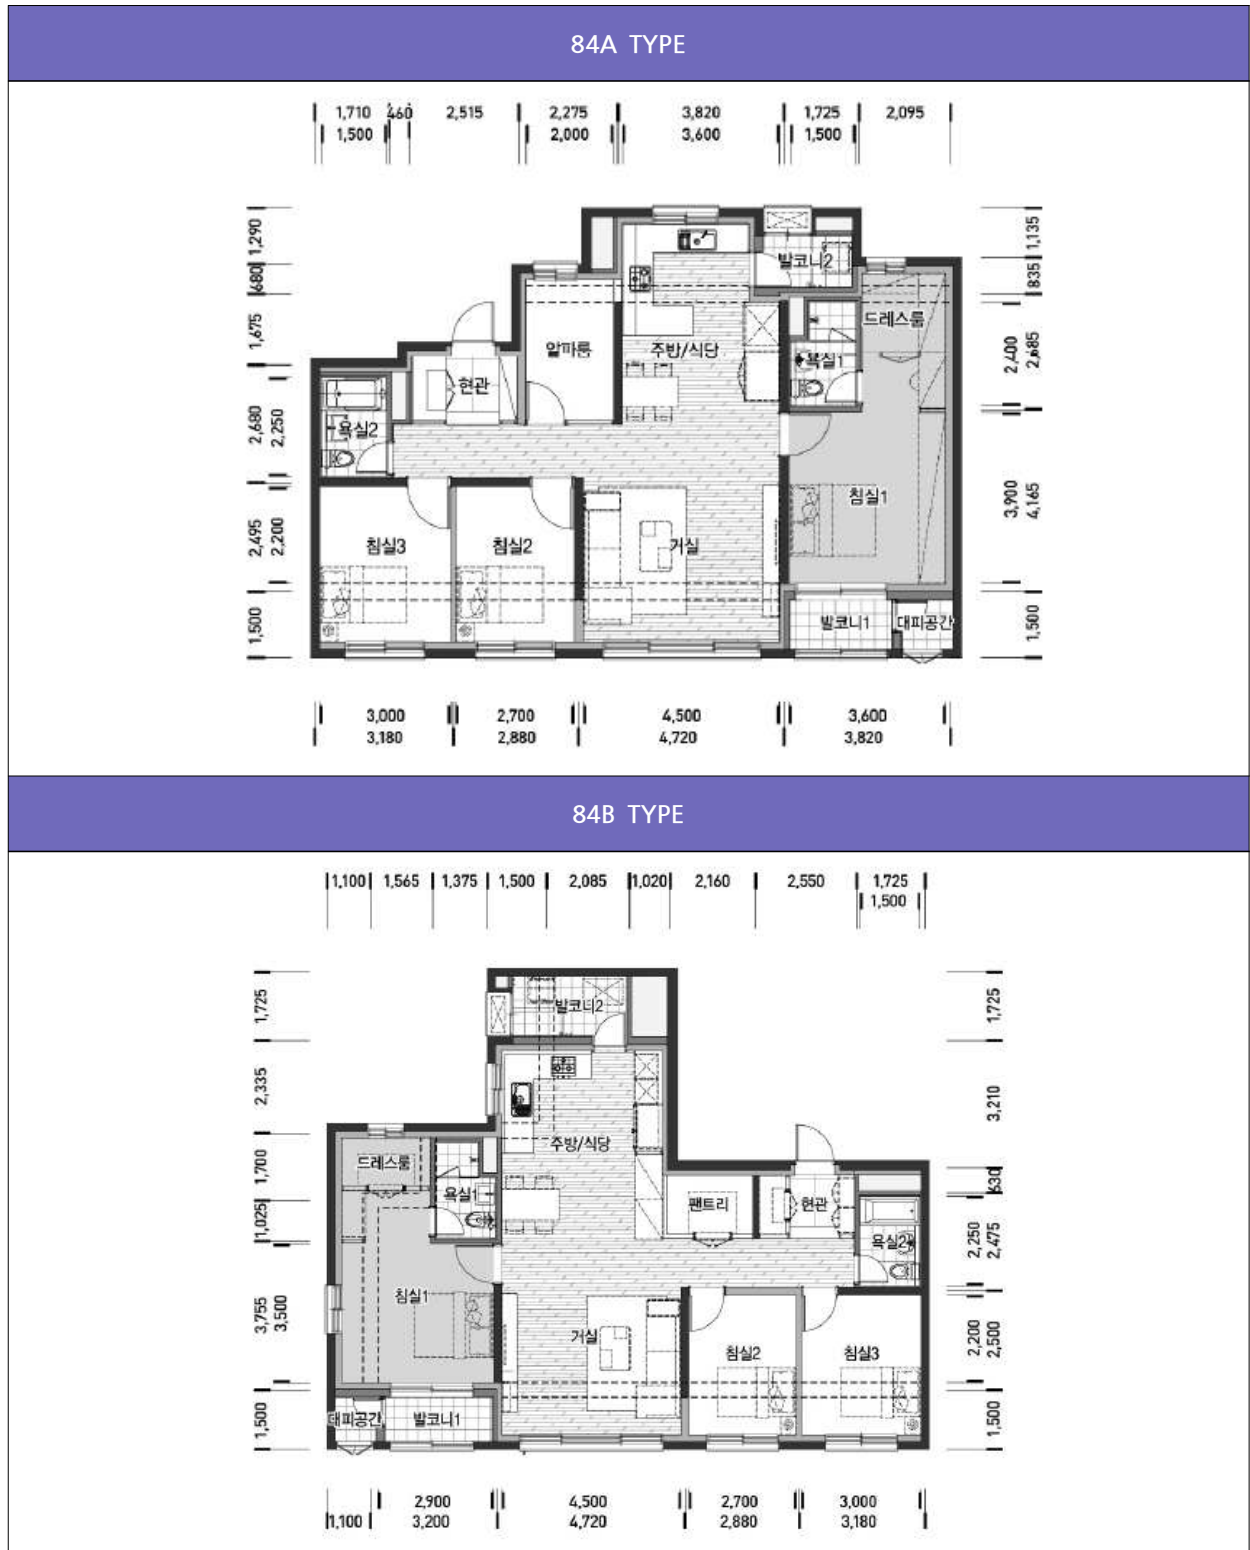 84A TYPE
1,710 460 2,515 2,275 3,820 1,725 2,095
1,500 2,000 3,600 1,500
1,290
680
1,675
2,680
2,250
2,495
2,200
1,500
1,135
835
2,400
2,685
3,900
4,165
1,500
발코니2
드레스룸
알파룸
주방/식당
욕실1
현관
욕실2
침실1
침실3
침실2
거실
발코니1
대피공간
3,000 2,700 4,500 3,600
3,180 2,880 4,720 3,820
84B TYPE
1,100 1,565 1,375 1,500 2,085 1,020 2,160 2,550 1,725
1,500
1,725
2,335
1,700
1,025
3,755
3,500
1,500
1,725
3,210
630
2,250
2,475
2,200
2,500
1,500
발코니2
주방/식당
드레스룸
욕실1
팬트리
현관
욕실2
침실1
거실
침실2
침실3
대피공간
발코니1
2,900 4,500 2,700 3,000
1,100 3,200 4,720 2,880 3,180